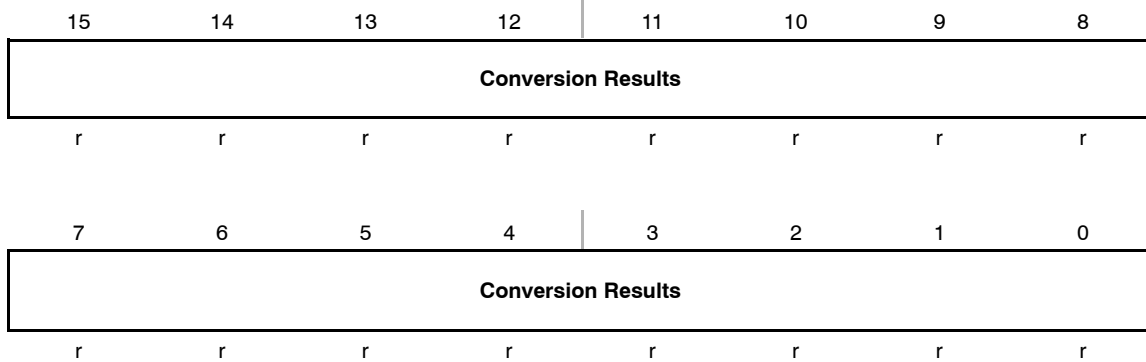 15 14 13 12 11 10 9 8
Conversion Results
r r r r r r r r
7 6 5 4 3 2 1 0
Conversion Results
r r r r r r r r